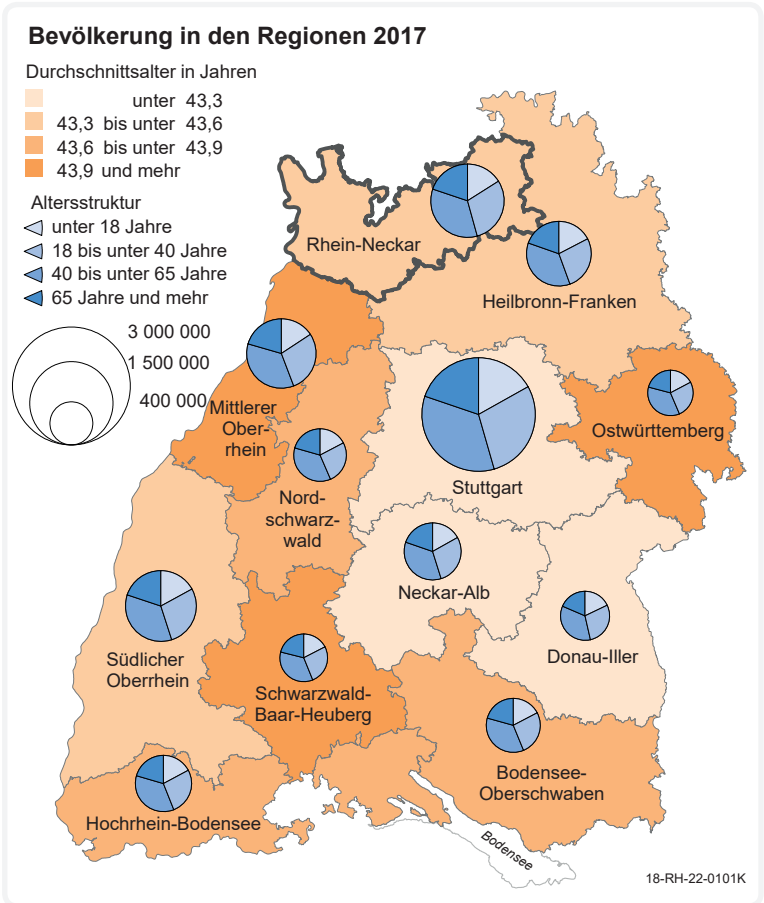 Bevölkerung in den Regionen 2017
Durchschnittsalter in Jahren
unter 43,3
43,3 bis unter 43,6
43,6 bis unter 43,9
43,9 und mehr
Altersstruktur
unter 18 Jahre
18 bis unter 40 Jahre
40 bis unter 65 Jahre
65 Jahre und mehr
3 000 000
1 500 000
400 000
Rhein-Neckar
Heilbronn-Franken
Mittlerer
Ober-
rhein
Ostwürttemberg
Stuttgart
Nord-
schwarz-
wald
Neckar-Alb
Südlicher
Oberrhein
Donau-Iller
Schwarzwald-
Baar-Heuberg
Bodensee-
Oberschwaben
Hochrhein-Bodensee
Bodensee
18-RH-22-0101K